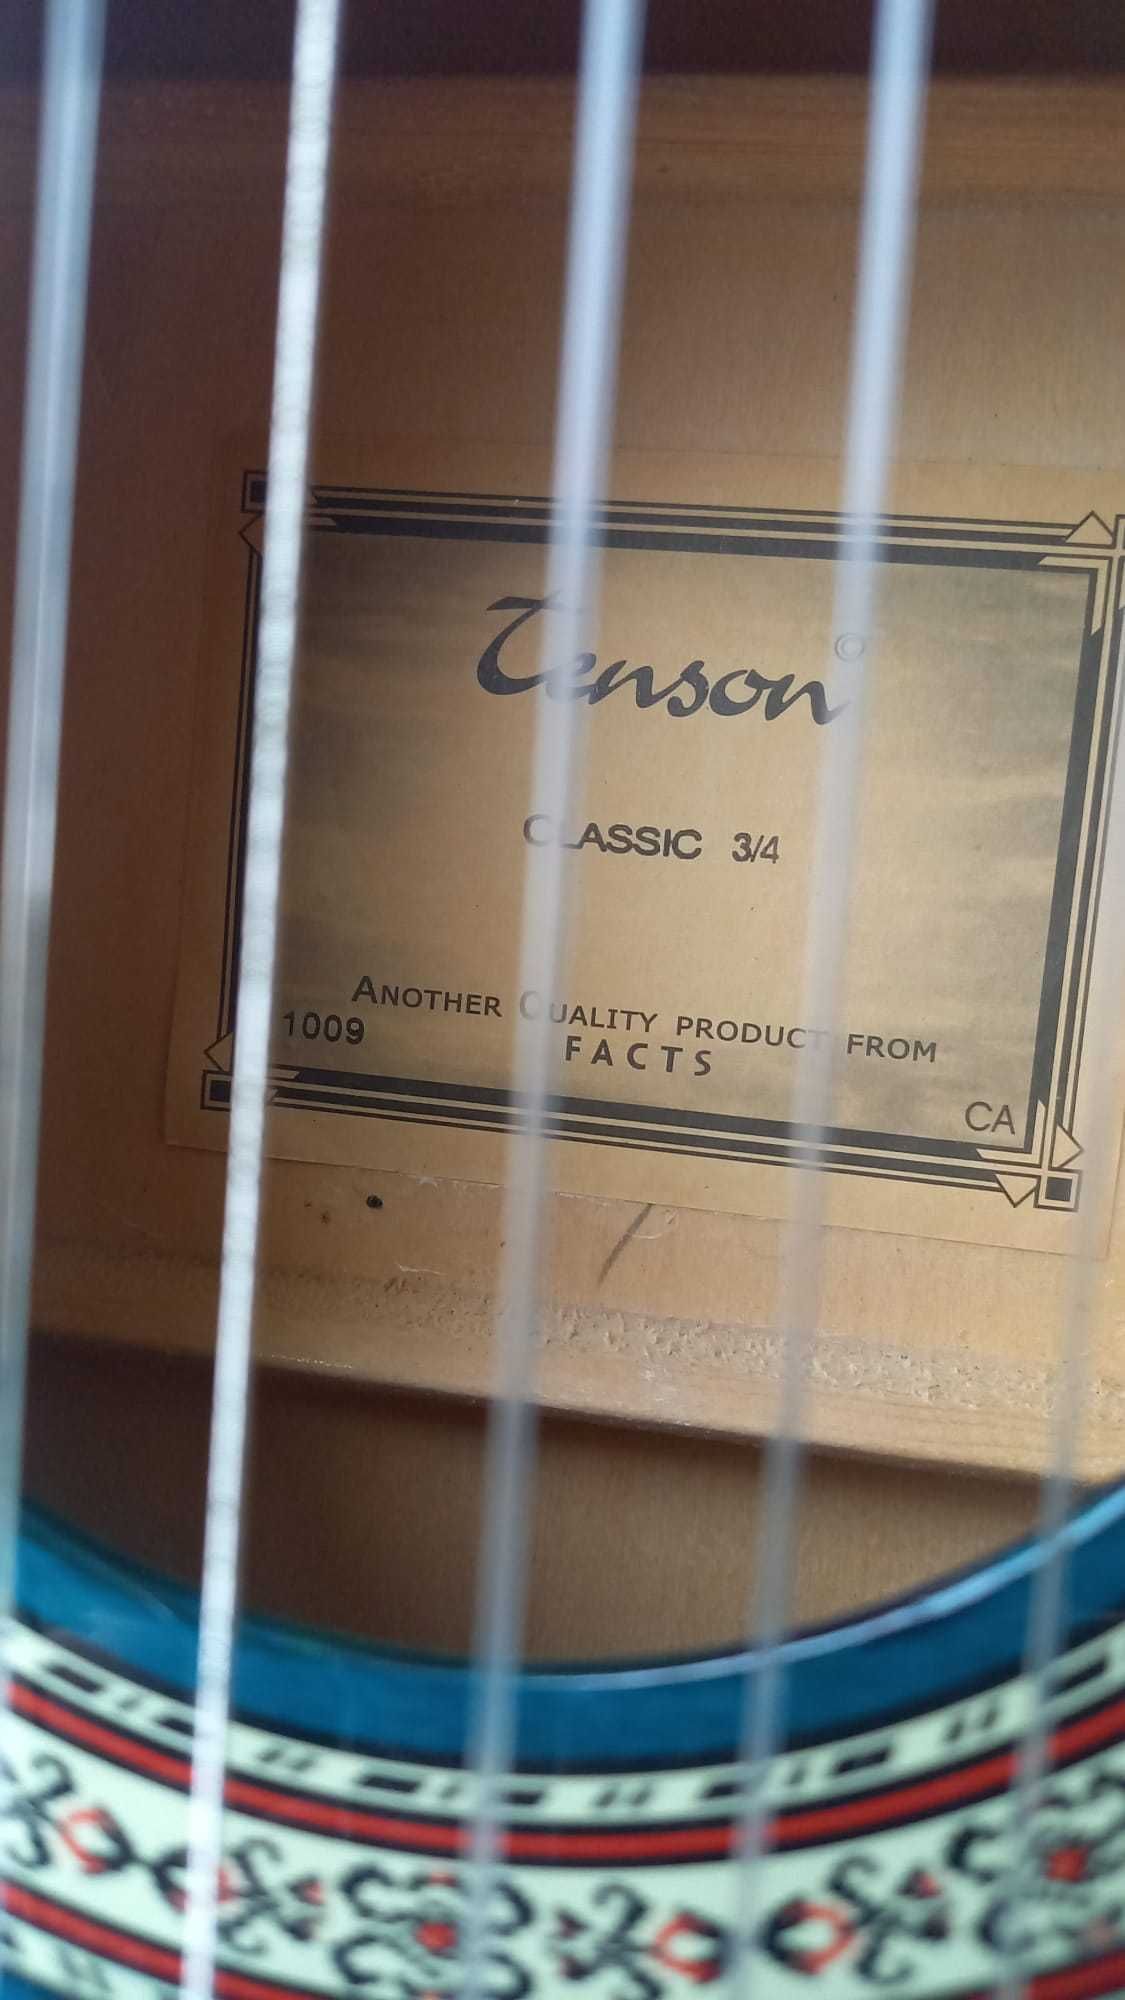 Tenson©
CLASSIC 3/4
ANOTHER QUALITY PRODUCT FROM
1009 FACTS
CA